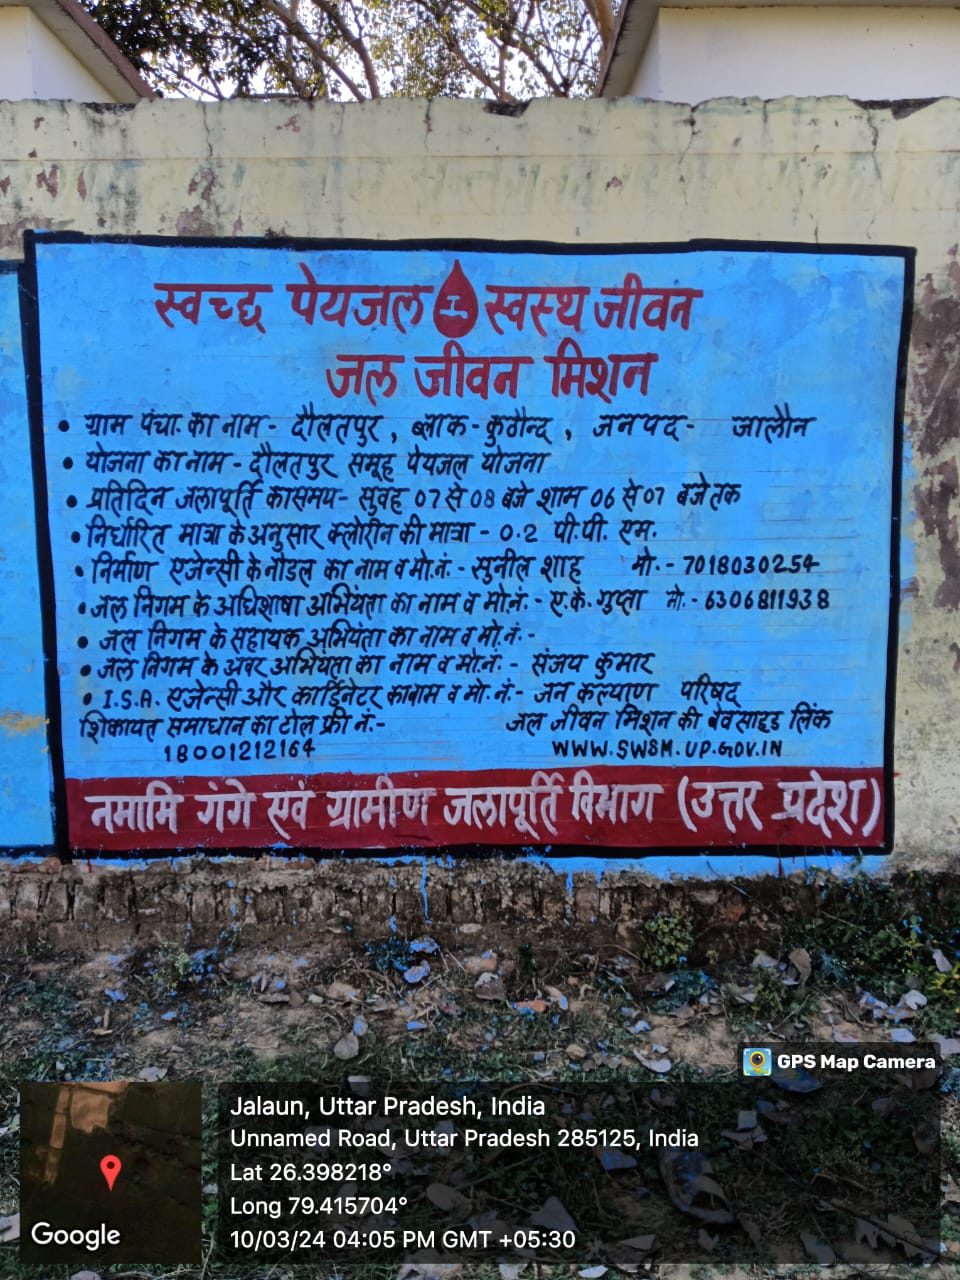 स्वच्छ पेयजल स्वस्थ जीवन
जल जीवन मिशन
• ग्राम पंचा. का नाम - दौलतपुर , ब्लाक - कुठौन्द , जनपद - जालौन
• योजना का नाम - दौलतपुर समूह पेयजल योजना
• प्रतिदिन जलापूर्ति का समय - सुवह 07 से 08 बजे शाम 06 से 07 बजे तक
• निर्धारित मात्रा के अनुसार क्लोरीन की मात्रा - 0.2 पी.पी. एम.
• निर्माण एजेन्सी के नोडल का नाम व मो.नं. - सुनील शाह मो. - 7018030254
• जल निगम के अधिशाषा अभियंता का नाम व मो.नं. - ए.के. गुप्ता मो. - 6306811938
• जल निगम के सहायक अभियंता का नाम व मो.नं. -
• जल निगम के अवर अभियंता का नाम व मो.नं. - संजय कुमार
• I.S.A. एजेन्सी और कार्डिनेटर का नाम व मो.नं. - जन कल्याण परिषद्
शिकायत समाधान का टोल फ्री नं. - जल जीवन मिशन की बेवसाइड लिंक
18001212164 WWW.SWSM.UP.GOV.IN
नमामि गंगे एवं ग्रामीण जलापूर्ति विभाग (उत्तर प्रदेश)
GPS Map Camera
Jalaun, Uttar Pradesh, India
Unnamed Road, Uttar Pradesh 285125, India
Lat 26.398218°
Long 79.415704°
10/03/24 04:05 PM GMT +05:30
Google